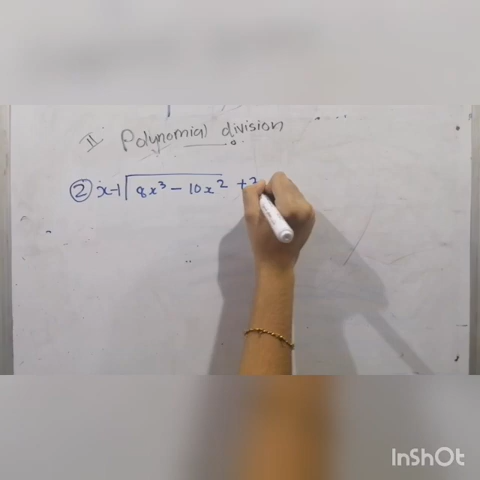 II Polynomial division
② x-1 8x³ - 10x² +
InShOt